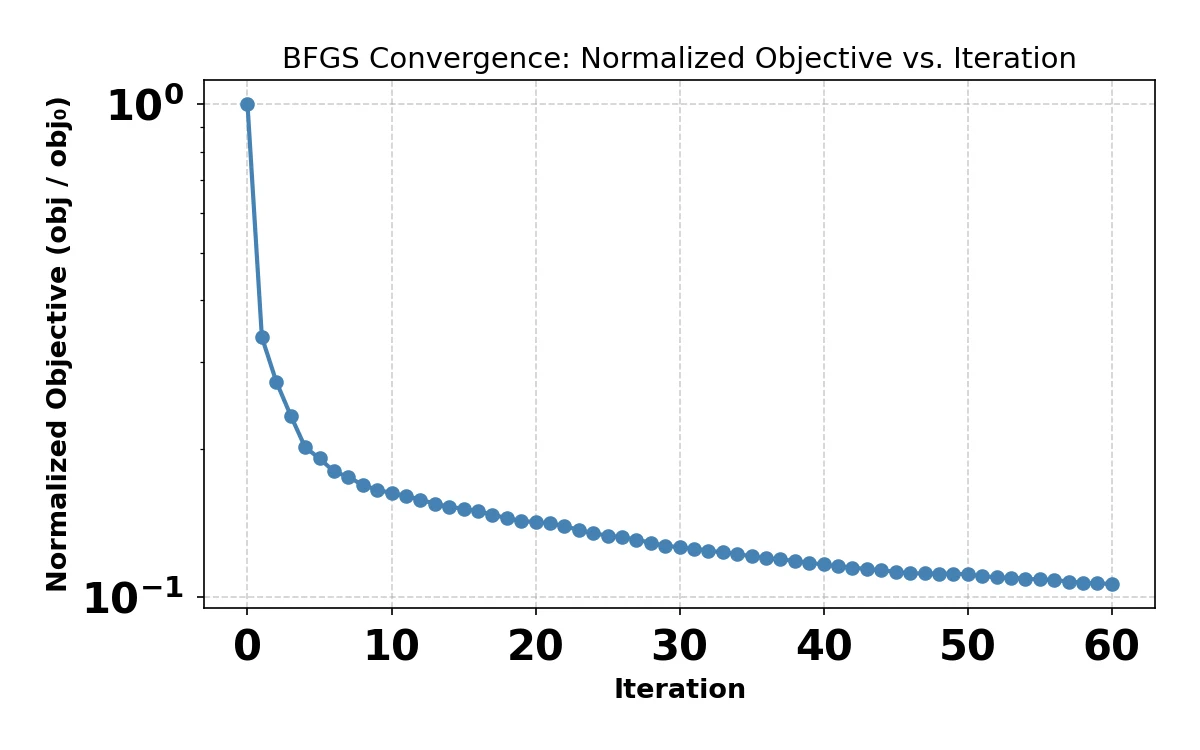 BFGS Convergence: Normalized Objective vs. Iteration
Normalized Objective (obj / obj₀)
10⁰
10⁻¹
0 10 20 30 40 50 60
Iteration